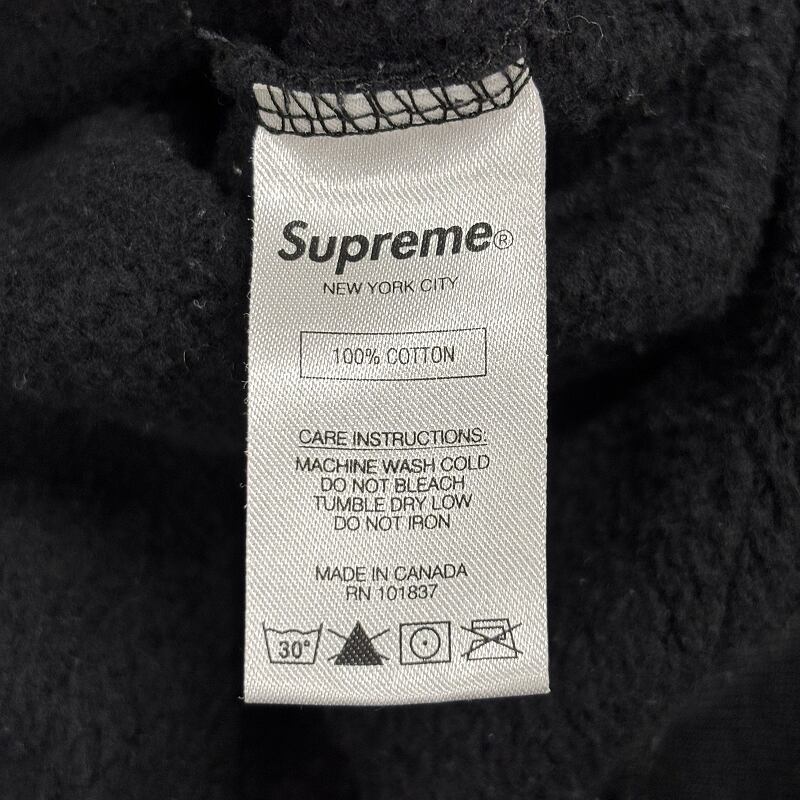 Supreme®
NEW YORK CITY
100% COTTON
CARE INSTRUCTIONS:
MACHINE WASH COLD
DO NOT BLEACH
TUMBLE DRY LOW
DO NOT IRON
MADE IN CANADA
RN 101837
30°